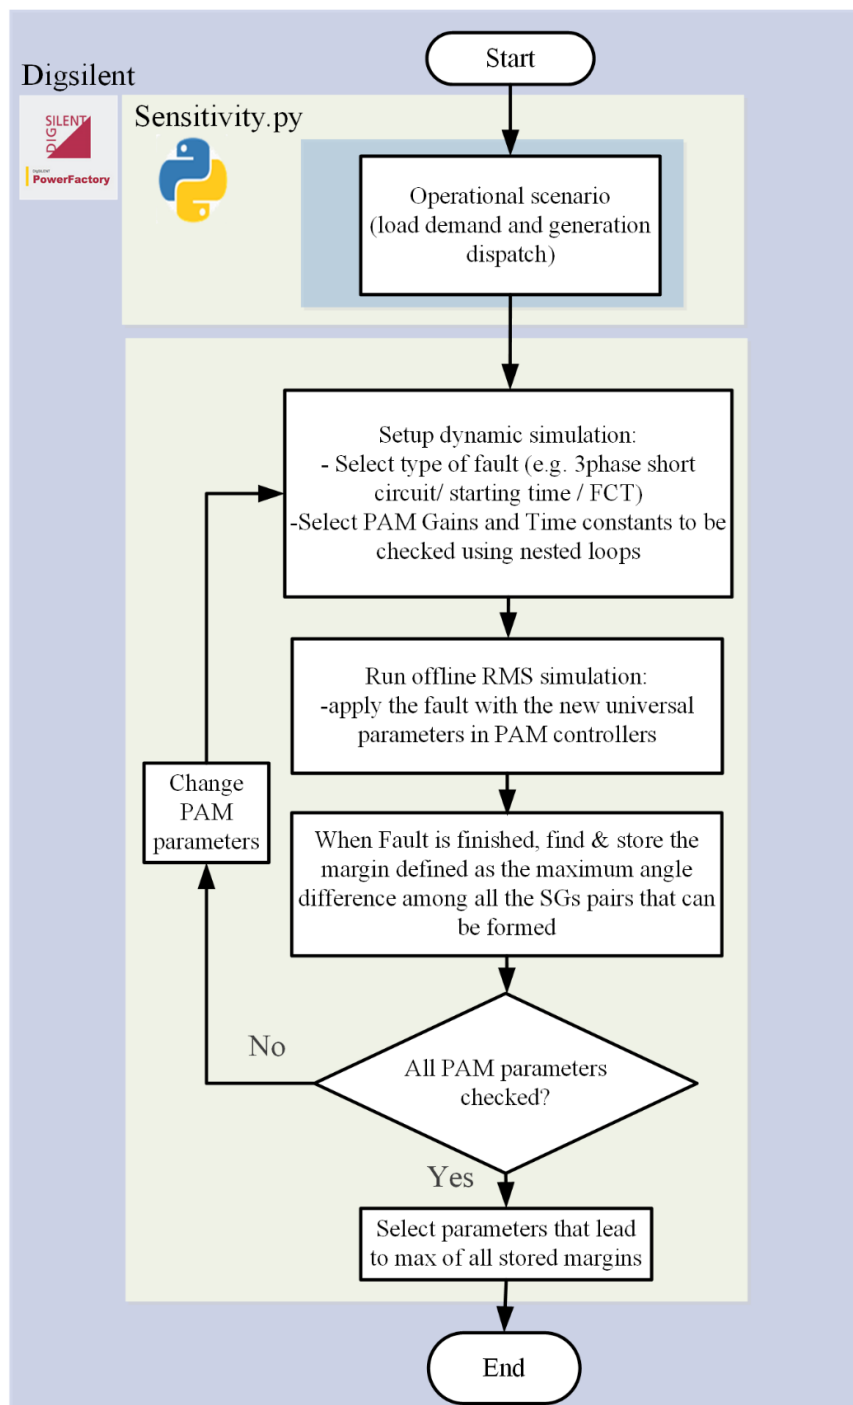 Start
Digsilent
DIG
SILENT
DIgSILENT
PowerFactory
Sensitivity.py
Operational scenario
(load demand and generation
dispatch)
Setup dynamic simulation:
- Select type of fault (e.g. 3phase short
circuit/ starting time / FCT)
-Select PAM Gains and Time constants to be
checked using nested loops
Run offline RMS simulation:
-apply the fault with the new universal
parameters in PAM controllers
Change
PAM
parameters
When Fault is finished, find & store the
margin defined as the maximum angle
difference among all the SGs pairs that can
be formed
No
All PAM parameters
checked?
Yes
Select parameters that lead
to max of all stored margins
End